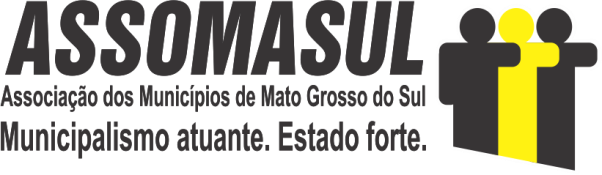 ASSOMASUL
Associação dos Municípios de Mato Grosso do Sul
Municipalismo atuante. Estado forte.